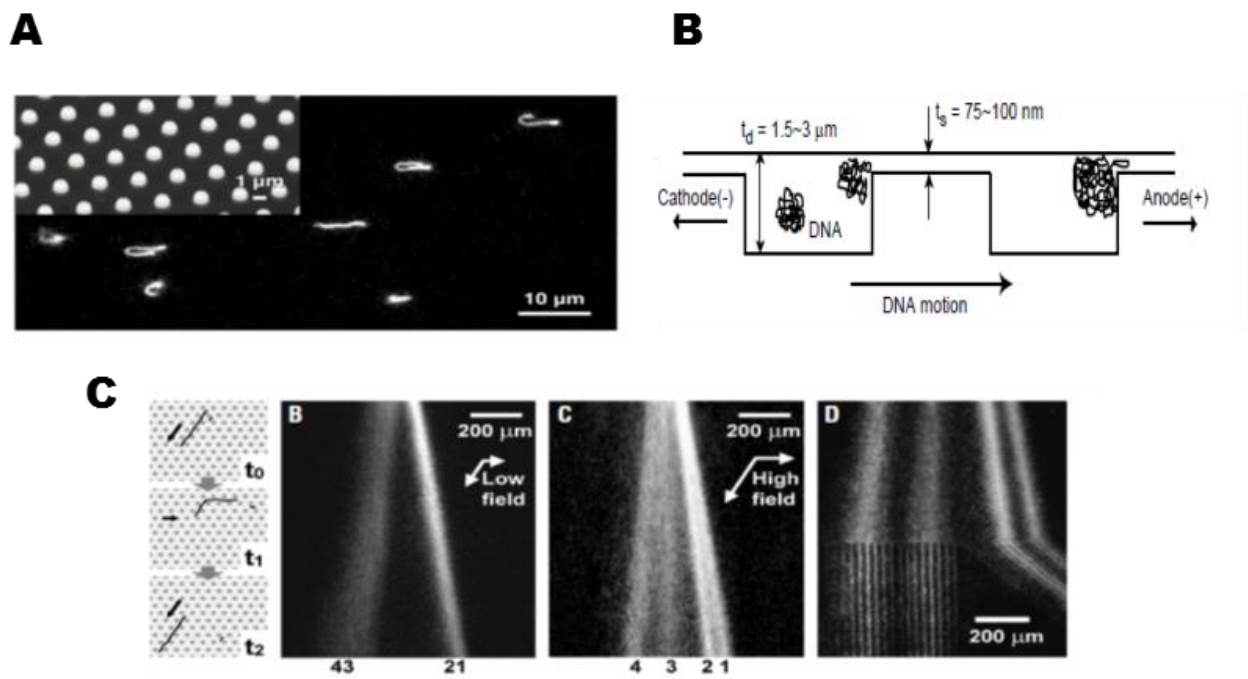 A
B
1 µm
10 µm
t_d = 1.5~3 µm
t_s = 75~100 nm
Cathode(-)
Anode(+)
DNA
DNA motion
C
t₀
t₁
t₂
B
200 µm
Low
field
43
21
C
200 µm
High
field
4 3 2 1
D
200 µm